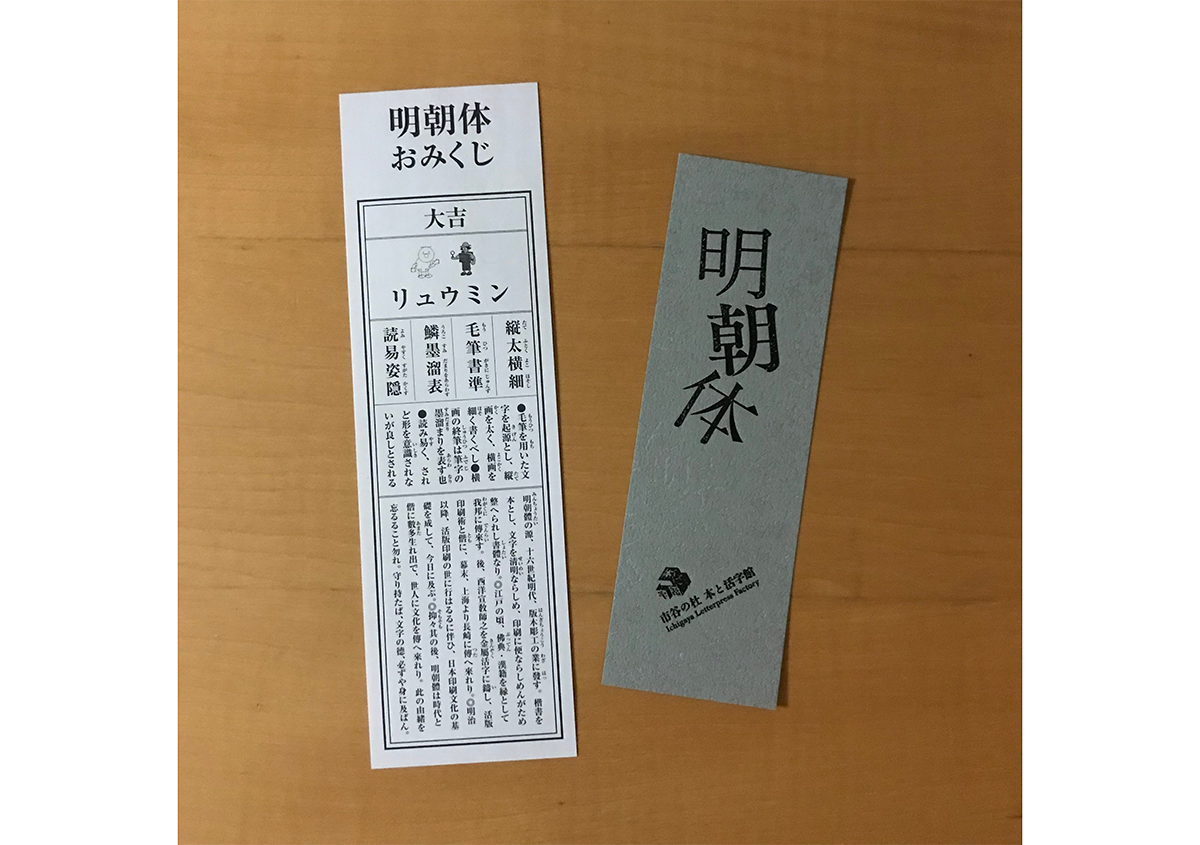 明朝体
おみくじ
大吉
リュウミン
縦太横細
毛筆書準
鱗墨溜表
読易姿隠
●毛筆を用いた文
字を起源とし、縦
画を太く、横画を
細く書くべし●横
画の終筆は筆字の
墨溜まりを表す也
●読み易く、され
ど形を意識されな
いが良しとされる
明朝體の源、十六世紀明代、版木彫工の業に發す。楷書を
本とし、文字を清明ならしめ、印刷に便ならしめんがため
整へられし書體なり。◎江戸の頃、佛典・漢籍を縁として
我邦に傳來す。後、西洋宣教師之を金屬活字に鑄し、活版
印刷術と偕に、幕末、上海より長崎に傳へ來れり。◎明治
以降、活版印刷の世に行はるるに伴ひ、日本印刷文化の基
礎を成して、今日に及ぶ。◎抑々其の後、明朝體は時代と
偕に數多生れ出で、世人に文化を傳へ來れり。此の由緒を
忘るること勿れ。守り持たば、文字の德、必ずや身に及ばん。
明朝体
市谷の杜 本と活字館
Ichigaya Letterpress Factory